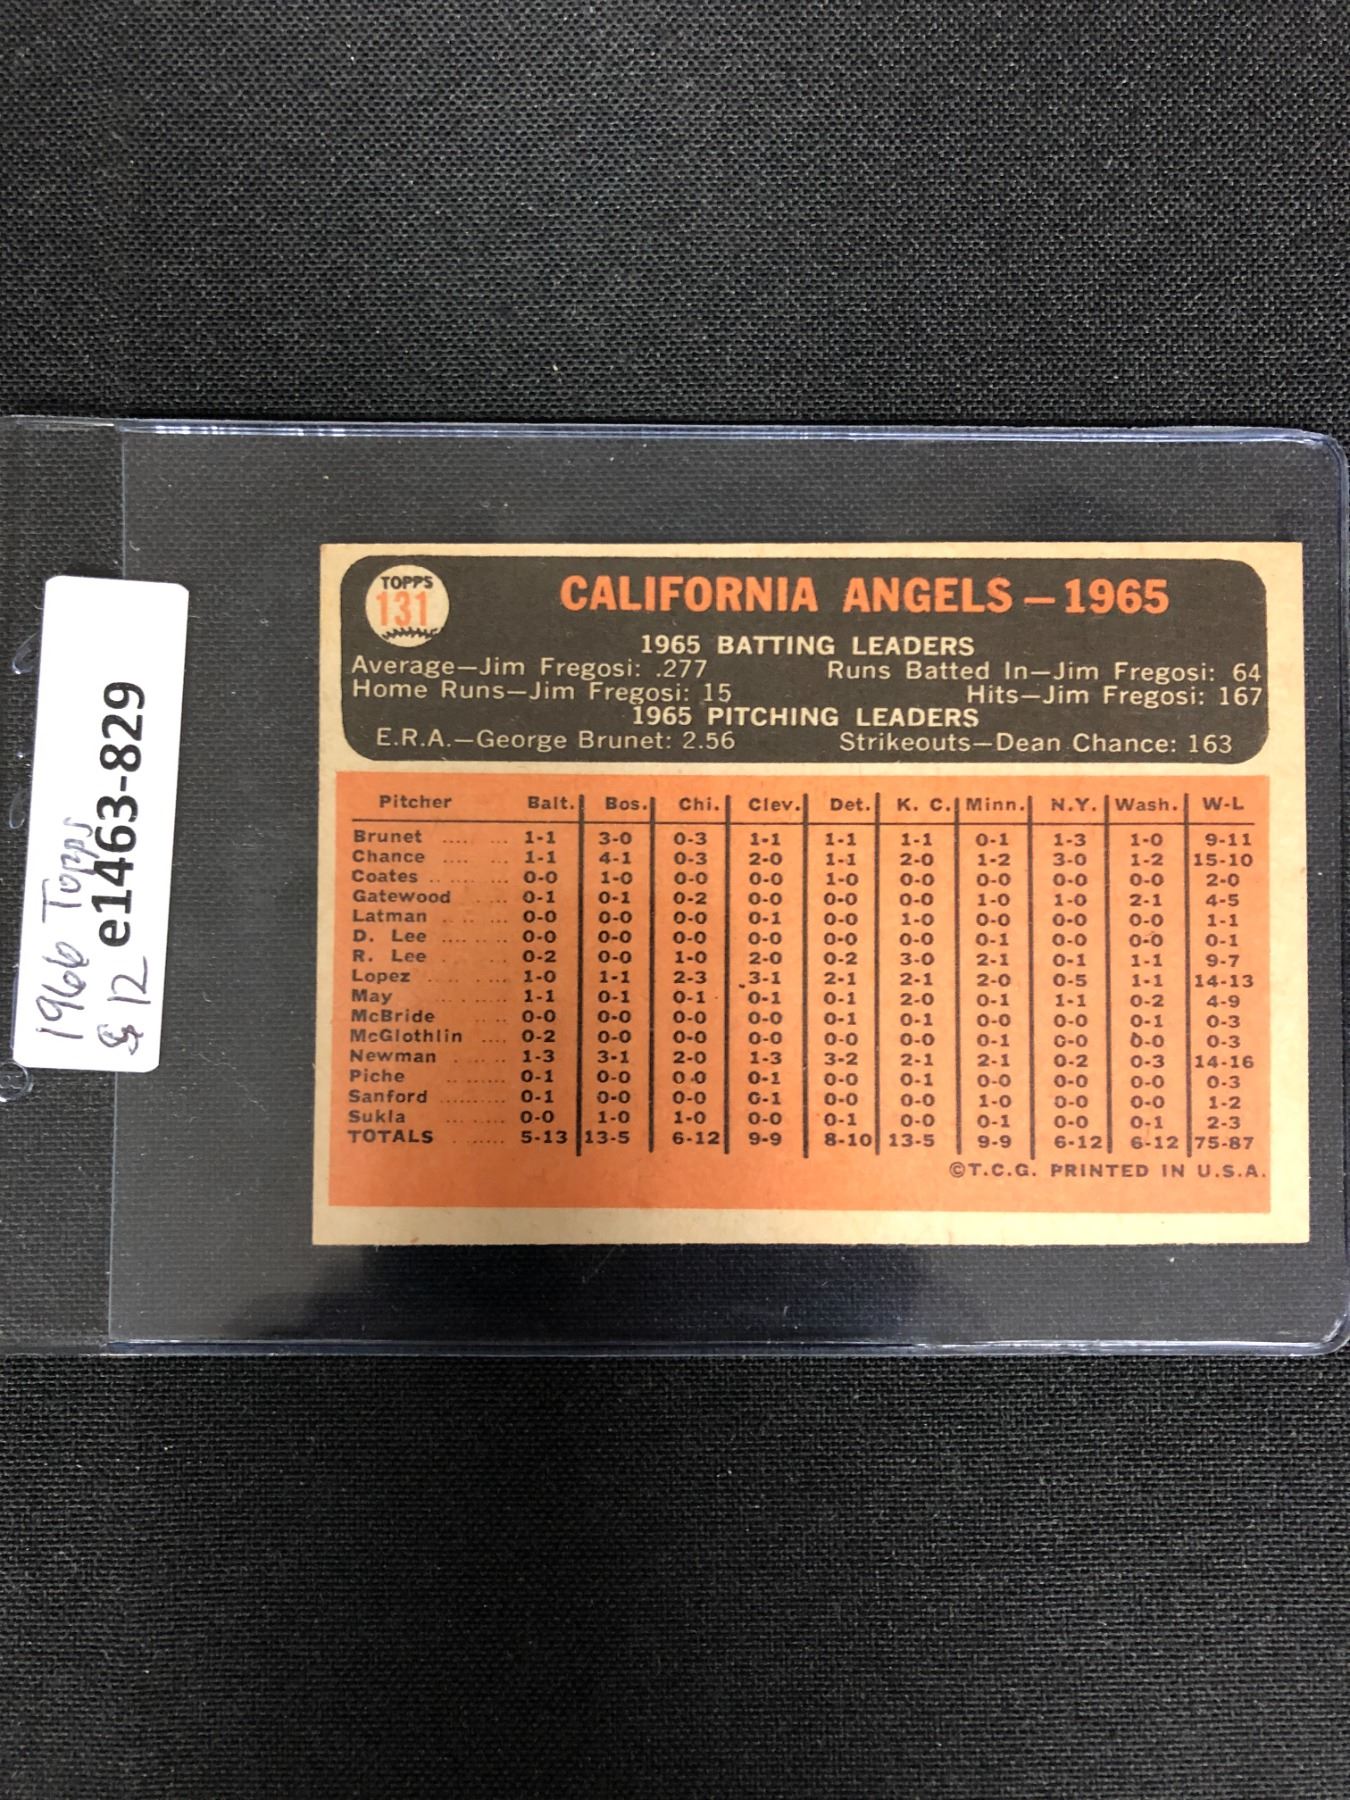 1966 Topps
$12
e1463-829
TOPPS
131
CALIFORNIA ANGELS – 1965
1965 BATTING LEADERS
Average—Jim Fregosi: .277 Runs Batted In—Jim Fregosi: 64
Home Runs—Jim Fregosi: 15 Hits—Jim Fregosi: 167
1965 PITCHING LEADERS
E.R.A.—George Brunet: 2.56 Strikeouts—Dean Chance: 163
Pitcher Balt. Bos. Chi. Clev. Det. K. C. Minn. N.Y. Wash. W-L
Brunet .... ... 1-1 3-0 0-3 1-1 1-1 1-1 0-1 1-3 1-0 9-11
Chance .... .... 1-1 4-1 0-3 2-0 1-1 2-0 1-2 3-0 1-2 15-10
Coates .. ...... 0-0 1-0 0-0 0-0 1-0 0-0 0-0 0-0 0-0 2-0
Gatewood .... 0-1 0-1 0-2 0-0 0-0 0-0 1-0 1-0 2-1 4-5
Latman .. .... 0-0 0-0 0-0 0-1 0-0 1-0 0-0 0-0 0-0 1-1
D. Lee .... .... 0-0 0-0 0-0 0-0 0-0 0-0 0-1 0-0 0-0 0-1
R. Lee . .... 0-2 0-0 1-0 2-0 0-2 3-0 2-1 0-1 1-1 9-7
Lopez ........ 1-0 1-1 2-3 3-1 2-1 2-1 2-0 0-5 1-1 14-13
May .. ...... 1-1 0-1 0-1 0-1 0-1 2-0 0-1 1-1 0-2 4-9
McBride .. .... 0-0 0-0 0-0 0-0 0-1 0-1 0-0 0-0 0-1 0-3
McGlothlin .... 0-2 0-0 0-0 0-0 0-0 0-0 0-1 0-0 0-0 0-3
Newman . ..... 1-3 3-1 2-0 1-3 3-2 2-1 2-1 0-2 0-3 14-16
Piche ......... 0-1 0-0 0-0 0-1 0-0 0-1 0-0 0-0 0-0 0-3
Sanford .......... 0-1 0-0 0-0 0-1 0-0 0-0 1-0 0-0 0-0 1-2
Sukla .... ....... 0-0 1-0 1-0 0-0 0-1 0-0 0-1 0-0 0-1 2-3
TOTALS . ...... 5-13 13-5 6-12 9-9 8-10 13-5 9-9 6-12 6-12 75-87
©T.C.G. PRINTED IN U.S.A.